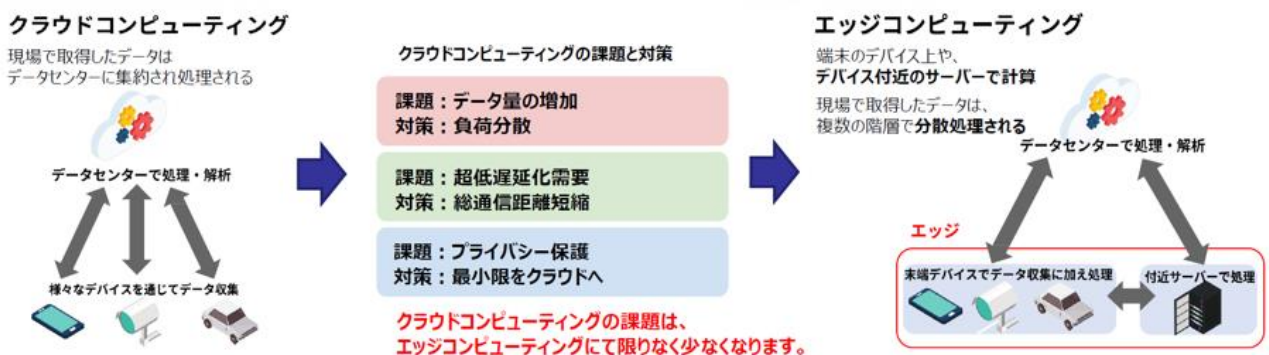 クラウドコンピューティング
現場で取得したデータは
データセンターに集約され処理される
データセンターで処理・解析
様々なデバイスを通じてデータ収集
クラウドコンピューティングの課題と対策
課題：データ量の増加
対策：負荷分散
課題：超低遅延化需要
対策：総通信距離短縮
課題：プライバシー保護
対策：最小限をクラウドへ
クラウドコンピューティングの課題は、
エッジコンピューティングにて限りなく少なくなります。
エッジコンピューティング
端末のデバイス上や、
デバイス付近のサーバーで計算
現場で取得したデータは、
複数の階層で分散処理される
データセンターで処理・解析
エッジ
末端デバイスでデータ収集に加え処理
付近サーバーで処理